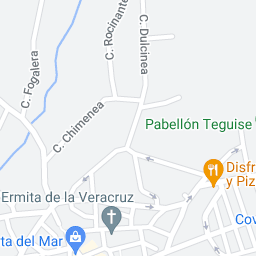 C. Rocinante
C. Dulcinea
C. Fogalera
C. Chimenea
Pabellón Teguise
Disfr
y Piz
Ermita de la Veracruz
Cov
ta del Mar